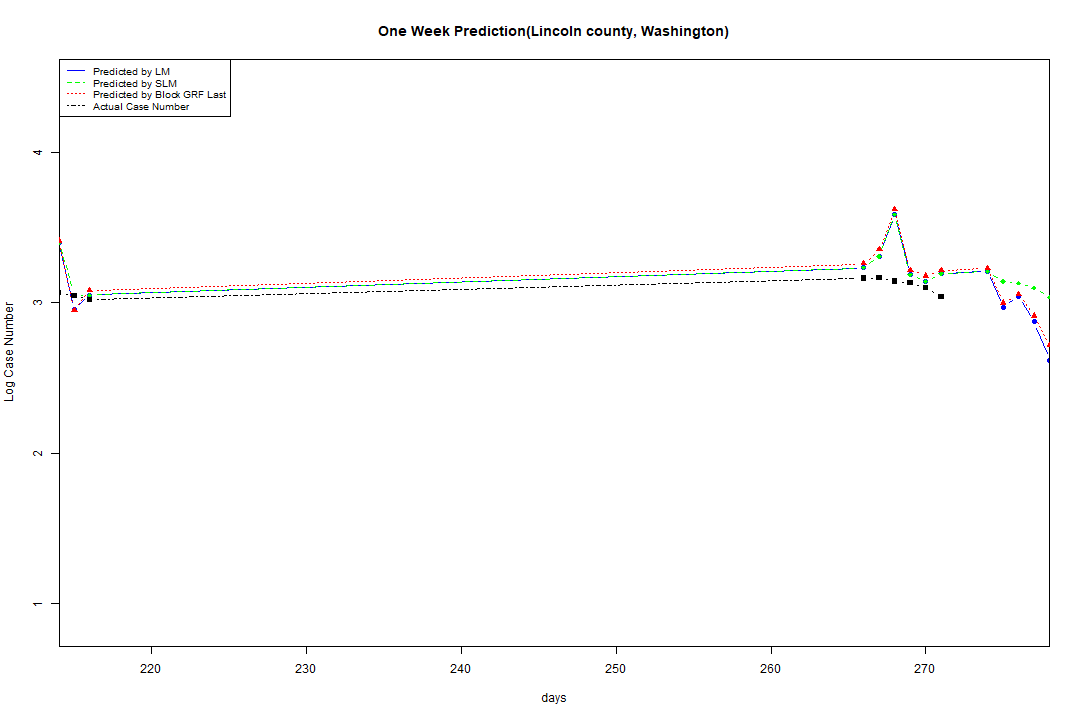 One Week Prediction(Lincoln county, Washington)
Predicted by LM
Predicted by SLM
Predicted by Block GRF Last
Actual Case Number
4
3
2
1
Log Case Number
220 230 240 250 260 270
days